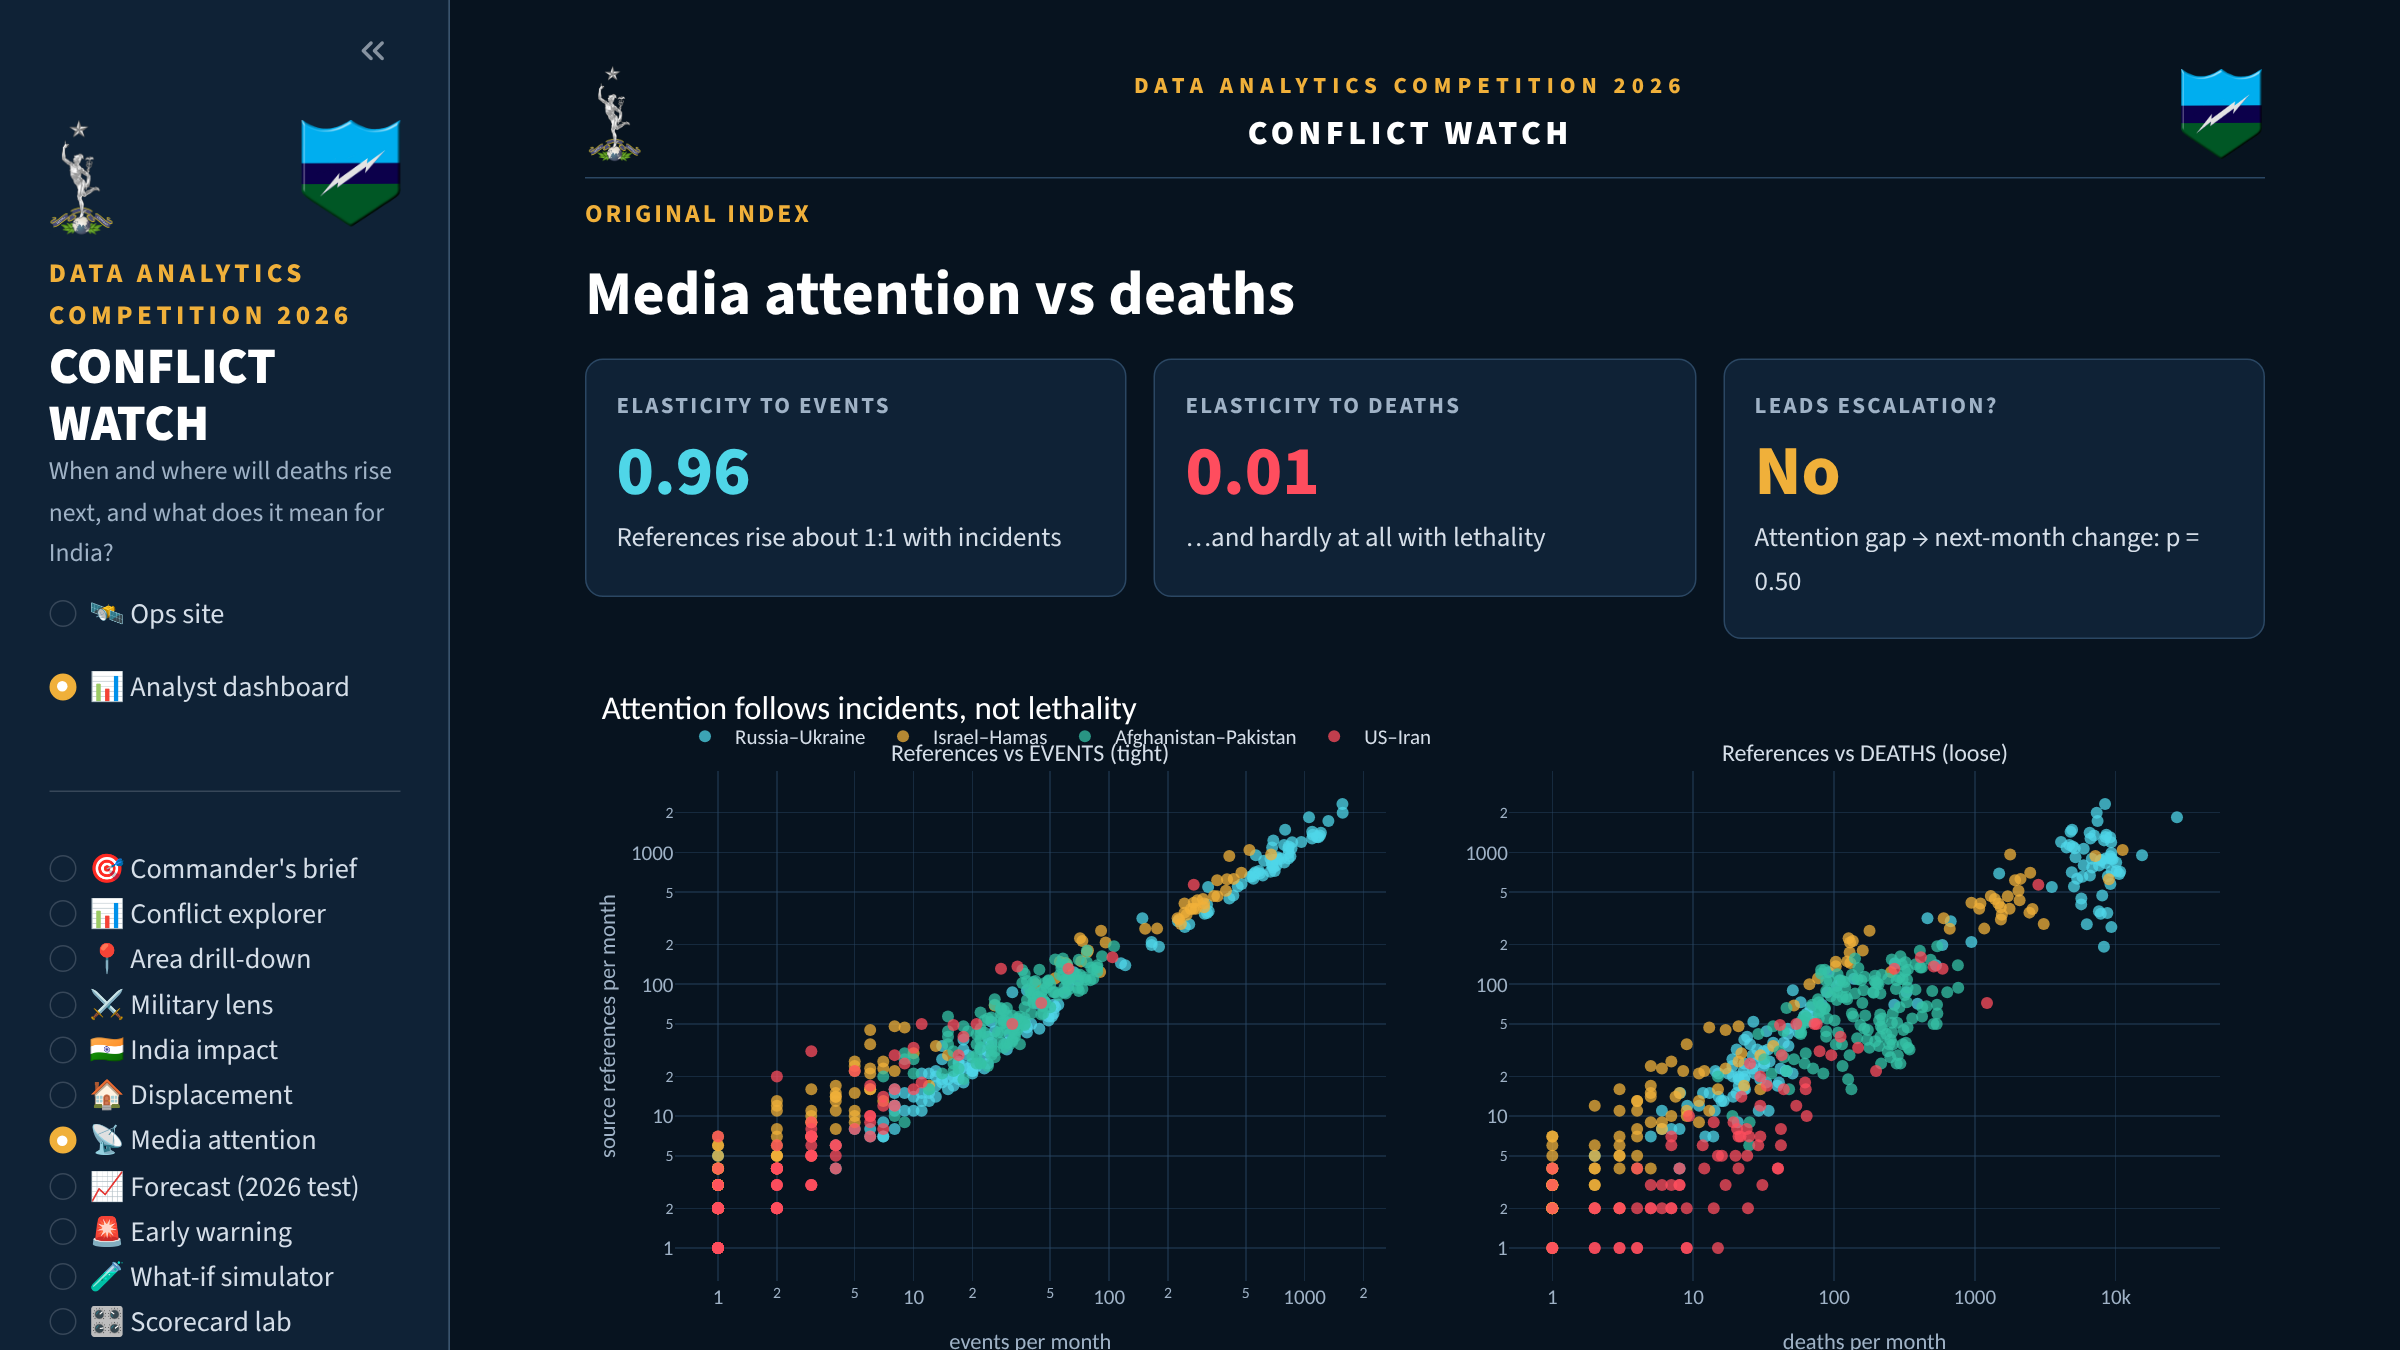 DATA ANALYTICS
COMPETITION 2026
CONFLICT
WATCH
When and where will deaths rise
next, and what does it mean for
India?
Ops site
Analyst dashboard
Commander's brief
Conflict explorer
Area drill-down
Military lens
India impact
Displacement
Media attention
Forecast (2026 test)
Early warning
What-if simulator
Scorecard lab
DATA ANALYTICS COMPETITION 2026
CONFLICT WATCH
ORIGINAL INDEX
Media attention vs deaths
ELASTICITY TO EVENTS
0.96
References rise about 1:1 with incidents
ELASTICITY TO DEATHS
0.01
…and hardly at all with lethality
LEADS ESCALATION?
No
Attention gap → next-month change: p =
0.50
Attention follows incidents, not lethality
Russia–Ukraine Israel–Hamas Afghanistan–Pakistan US–Iran
References vs EVENTS (tight)
source references per month
2
1000
5
2
100
5
2
10
5
2
1
1 2 5 10 2 5 100 2 5 1000 2
events per month
References vs DEATHS (loose)
2
1000
5
2
100
5
2
10
5
2
1
1 10 100 1000 10k
deaths per month